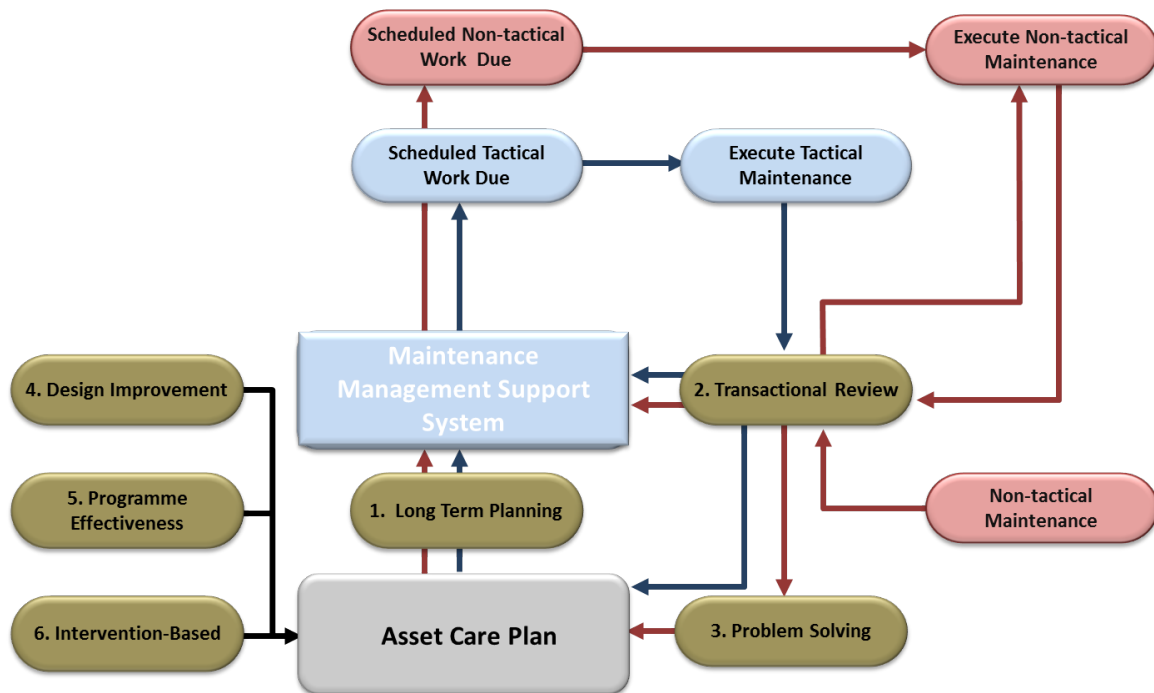 Scheduled Non-tactical
Work Due
Execute Non-tactical
Maintenance
Scheduled Tactical
Work Due
Execute Tactical
Maintenance
Maintenance
Management Support
System
4. Design Improvement
2. Transactional Review
5. Programme
Effectiveness
1. Long Term Planning
Non-tactical
Maintenance
6. Intervention-Based
Asset Care Plan
3. Problem Solving